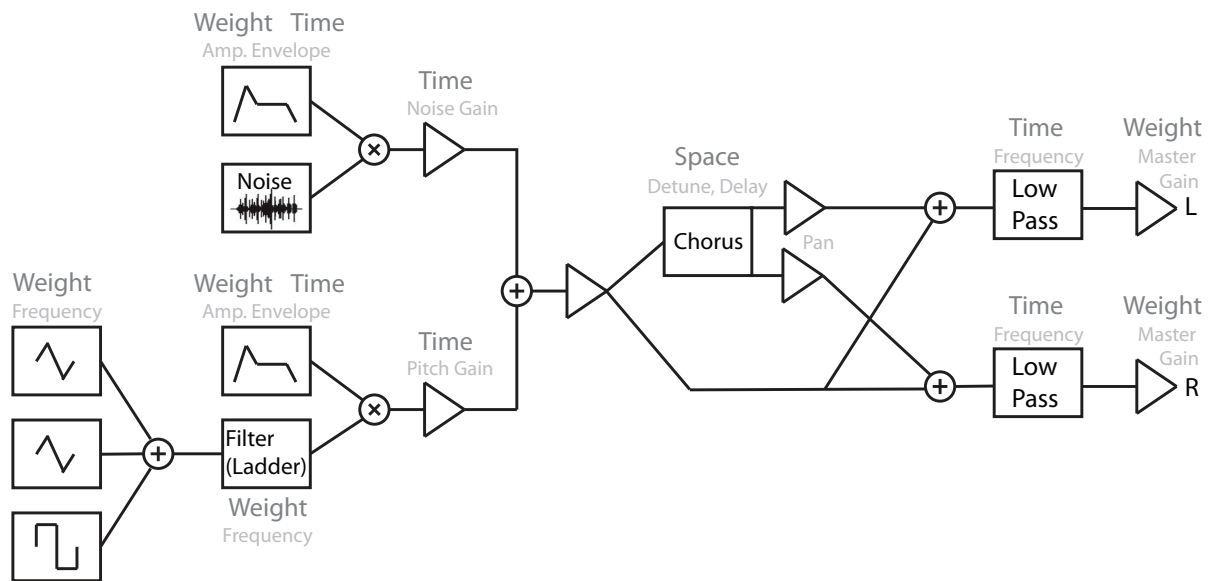 Weight Time
Amp. Envelope
Time
Noise Gain
Noise
Space
Detune, Delay
Chorus
Pan
Time
Frequency
Low
Pass
Weight
Master
Gain
L
Weight
Frequency
Weight Time
Amp. Envelope
Time
Pitch Gain
Filter
(Ladder)
Weight
Frequency
Time
Frequency
Low
Pass
Weight
Master
Gain
R